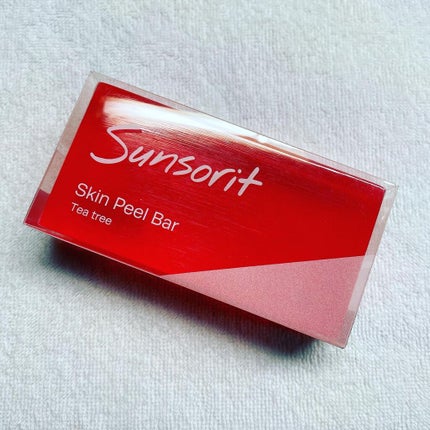 Sunsorit
Skin Peel Bar
Tea tree